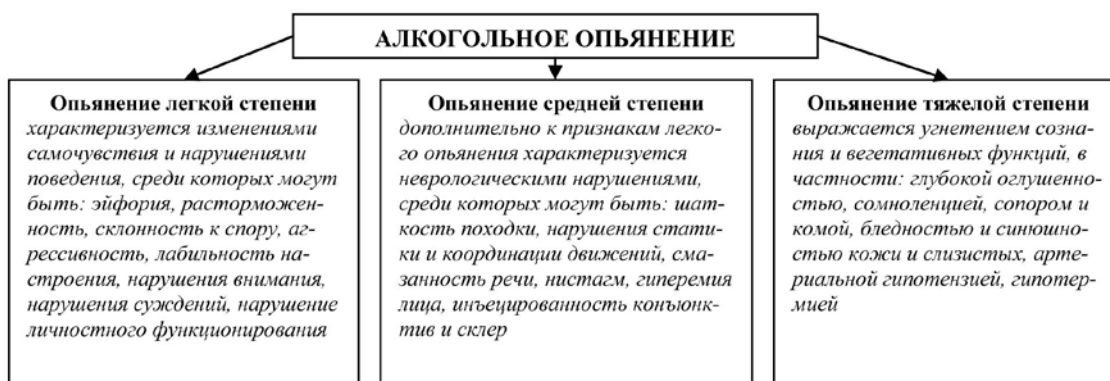 АЛКОГОЛЬНОЕ ОПЬЯНЕНИЕ
Опьянение легкой степени
характеризуется изменениями
самочувствия и нарушениями
поведения, среди которых могут
быть: эйфория, расторможен-
ность, склонность к спору, аг-
рессивность, лабильность на-
строения, нарушения внимания,
нарушения суждений, нарушение
личностного функционирования
Опьянение средней степени
дополнительно к признакам легко-
го опьянения характеризуется
неврологическими нарушениями,
среди которых могут быть: шат-
кость походки, нарушения стати-
ки и координации движений, сма-
занность речи, нистагм, гиперемия
лица, инъецированность конъюнк-
тив и склер
Опьянение тяжелой степени
выражается угнетением созна-
ния и вегетативных функций, в
частности: глубокой оглушенно-
стью, сомноленцией, сопором и
комой, бледностью и синюшно-
стью кожи и слизистых, арте-
риальной гипотензией, гипотер-
мией